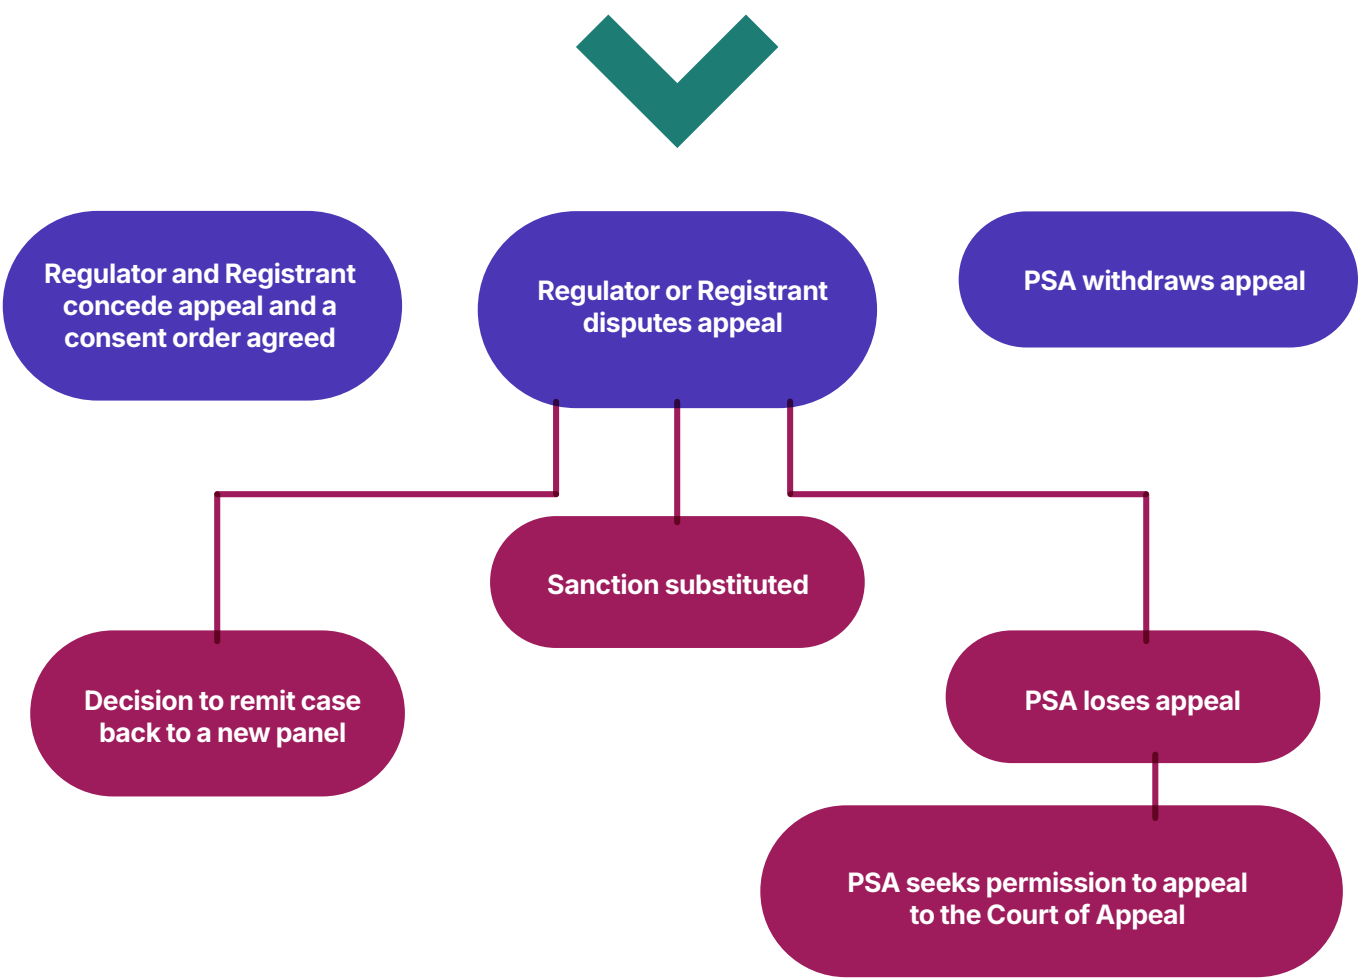 Regulator and Registrant
concede appeal and a
consent order agreed
Regulator or Registrant
disputes appeal
PSA withdraws appeal
Sanction substituted
Decision to remit case
back to a new panel
PSA loses appeal
PSA seeks permission to appeal
to the Court of Appeal